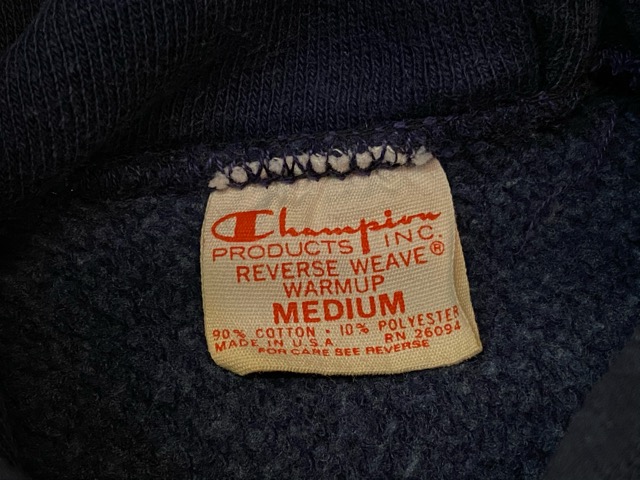 Champion
PRODUCTS INC.
REVERSE WEAVE®
WARMUP
MEDIUM
90% COTTON · 10% POLYESTER
MADE IN U.S.A. RN 26094
FOR CARE SEE REVERSE